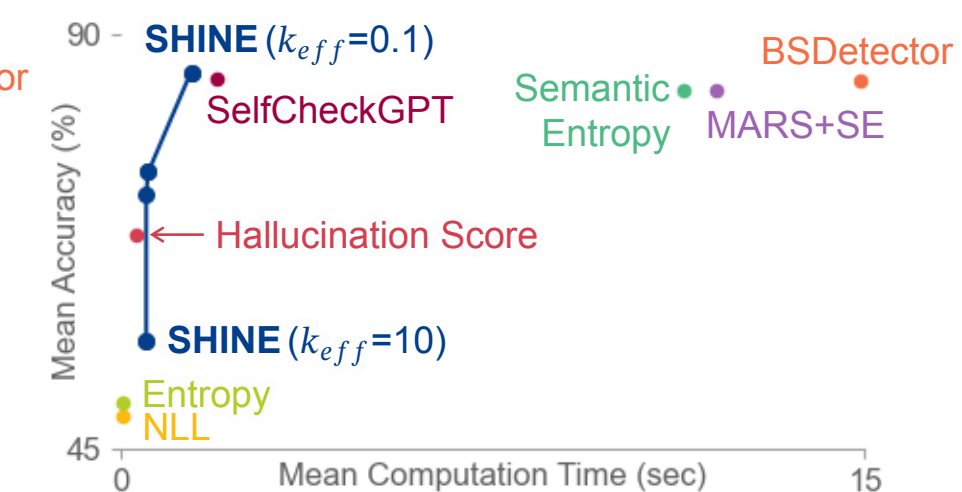 90
SHINE (k_eff=0.1)
BSDetector
or
SelfCheckGPT
Semantic
Entropy
MARS+SE
Mean Accuracy (%)
Hallucination Score
SHINE (k_eff=10)
Entropy
NLL
45
0
Mean Computation Time (sec)
15